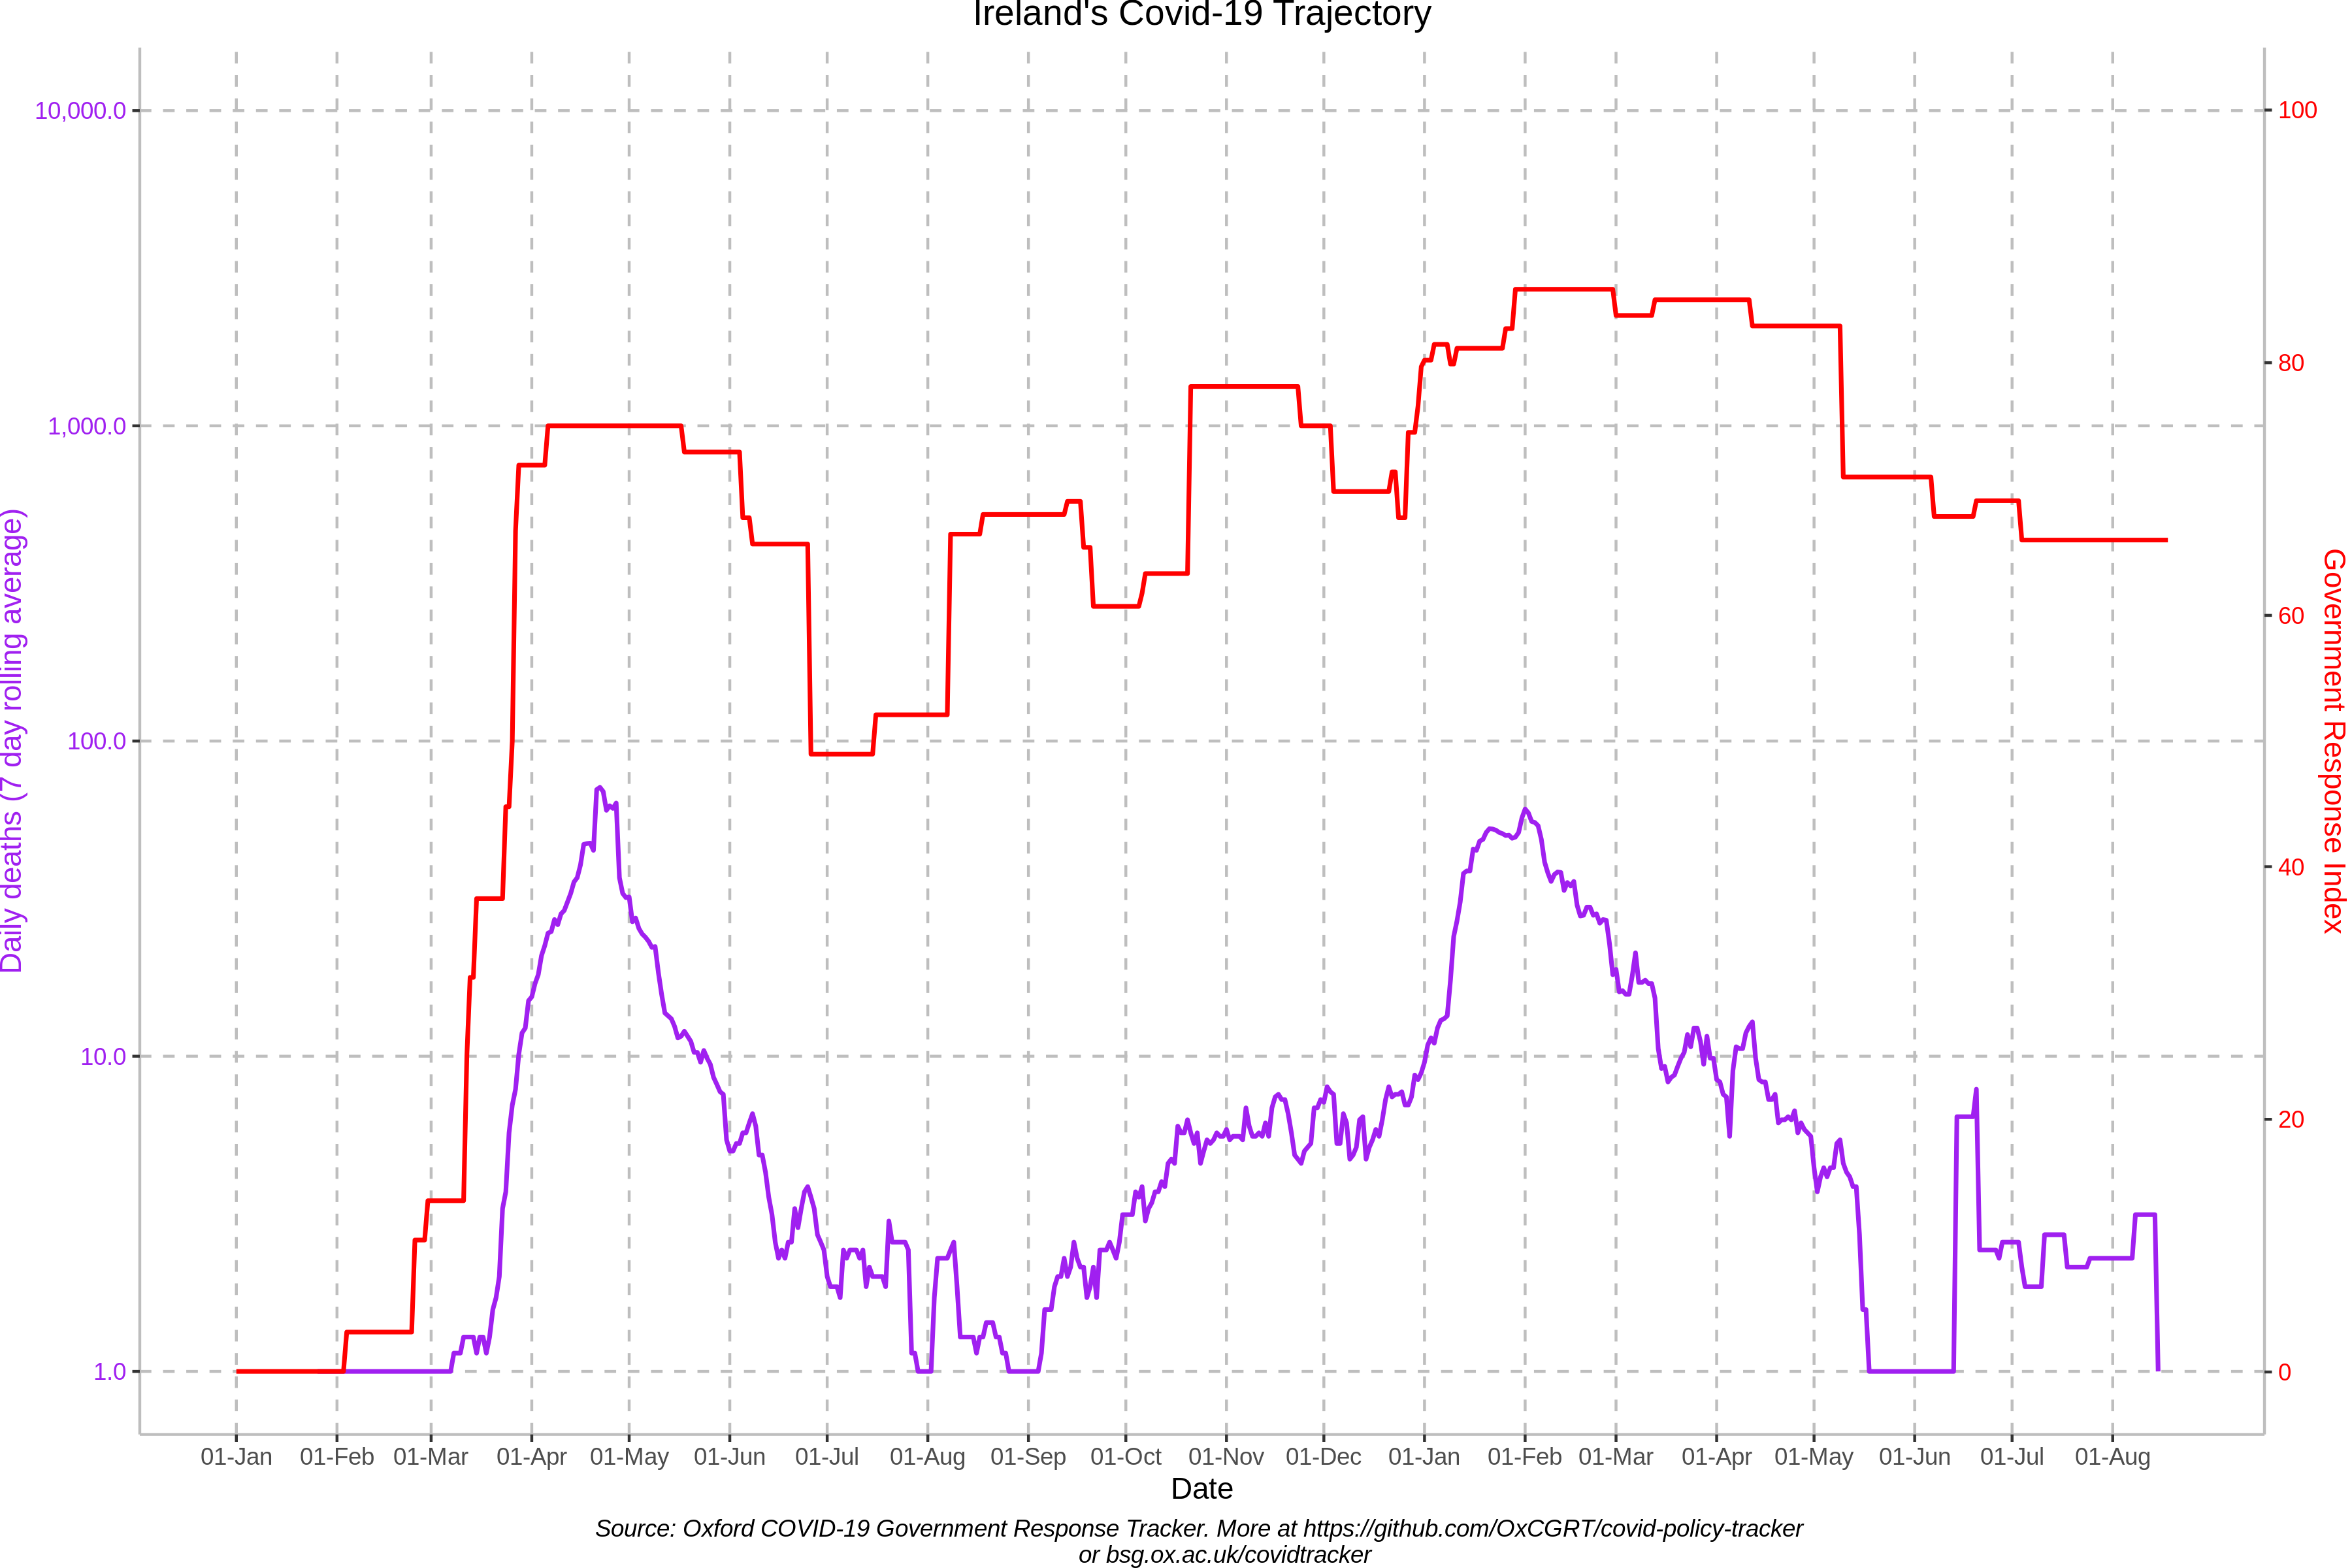 Ireland's Covid-19 Trajectory
10,000.0
1,000.0
100.0
10.0
1.0
Daily deaths (7 day rolling average)
100
80
60
40
20
0
Government Response Index
01-Jan 01-Feb 01-Mar 01-Apr 01-May 01-Jun 01-Jul 01-Aug 01-Sep 01-Oct 01-Nov 01-Dec 01-Jan 01-Feb 01-Mar 01-Apr 01-May 01-Jun 01-Jul 01-Aug
Date
Source: Oxford COVID-19 Government Response Tracker. More at https://github.com/OxCGRT/covid-policy-tracker
or bsg.ox.ac.uk/covidtracker